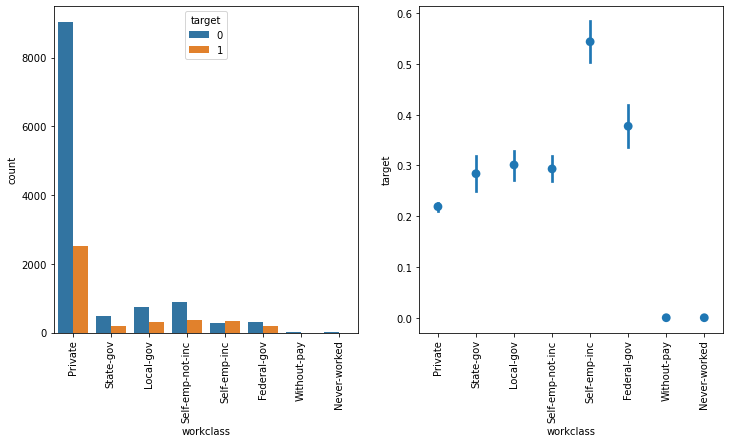 target
0
1
8000
6000
4000
2000
0
count
Private
State-gov
Local-gov
Self-emp-not-inc
Self-emp-inc
Federal-gov
Without-pay
Never-worked
workclass
0.6
0.5
0.4
0.3
0.2
0.1
0.0
target
Private
State-gov
Local-gov
Self-emp-not-inc
Self-emp-inc
Federal-gov
Without-pay
Never-worked
workclass